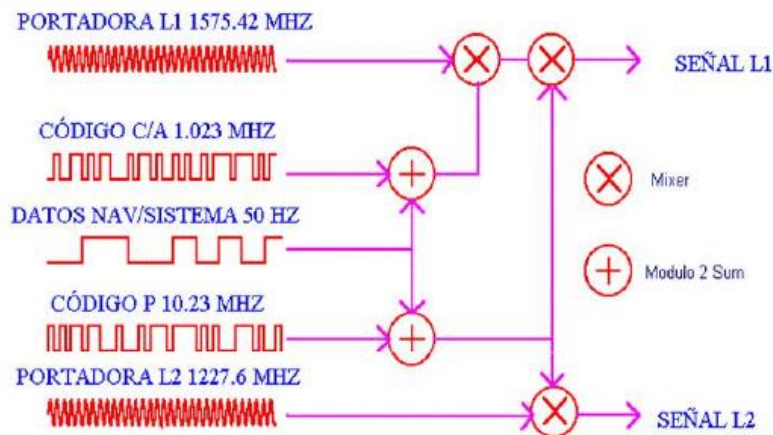 PORTADORA L1 1575.42 MHZ
SEÑAL L1
CÓDIGO C/A 1.023 MHZ
Mixer
DATOS NAV/SISTEMA 50 HZ
Modulo 2 Sum
CÓDIGO P 10.23 MHZ
PORTADORA L2 1227.6 MHZ
SEÑAL L2